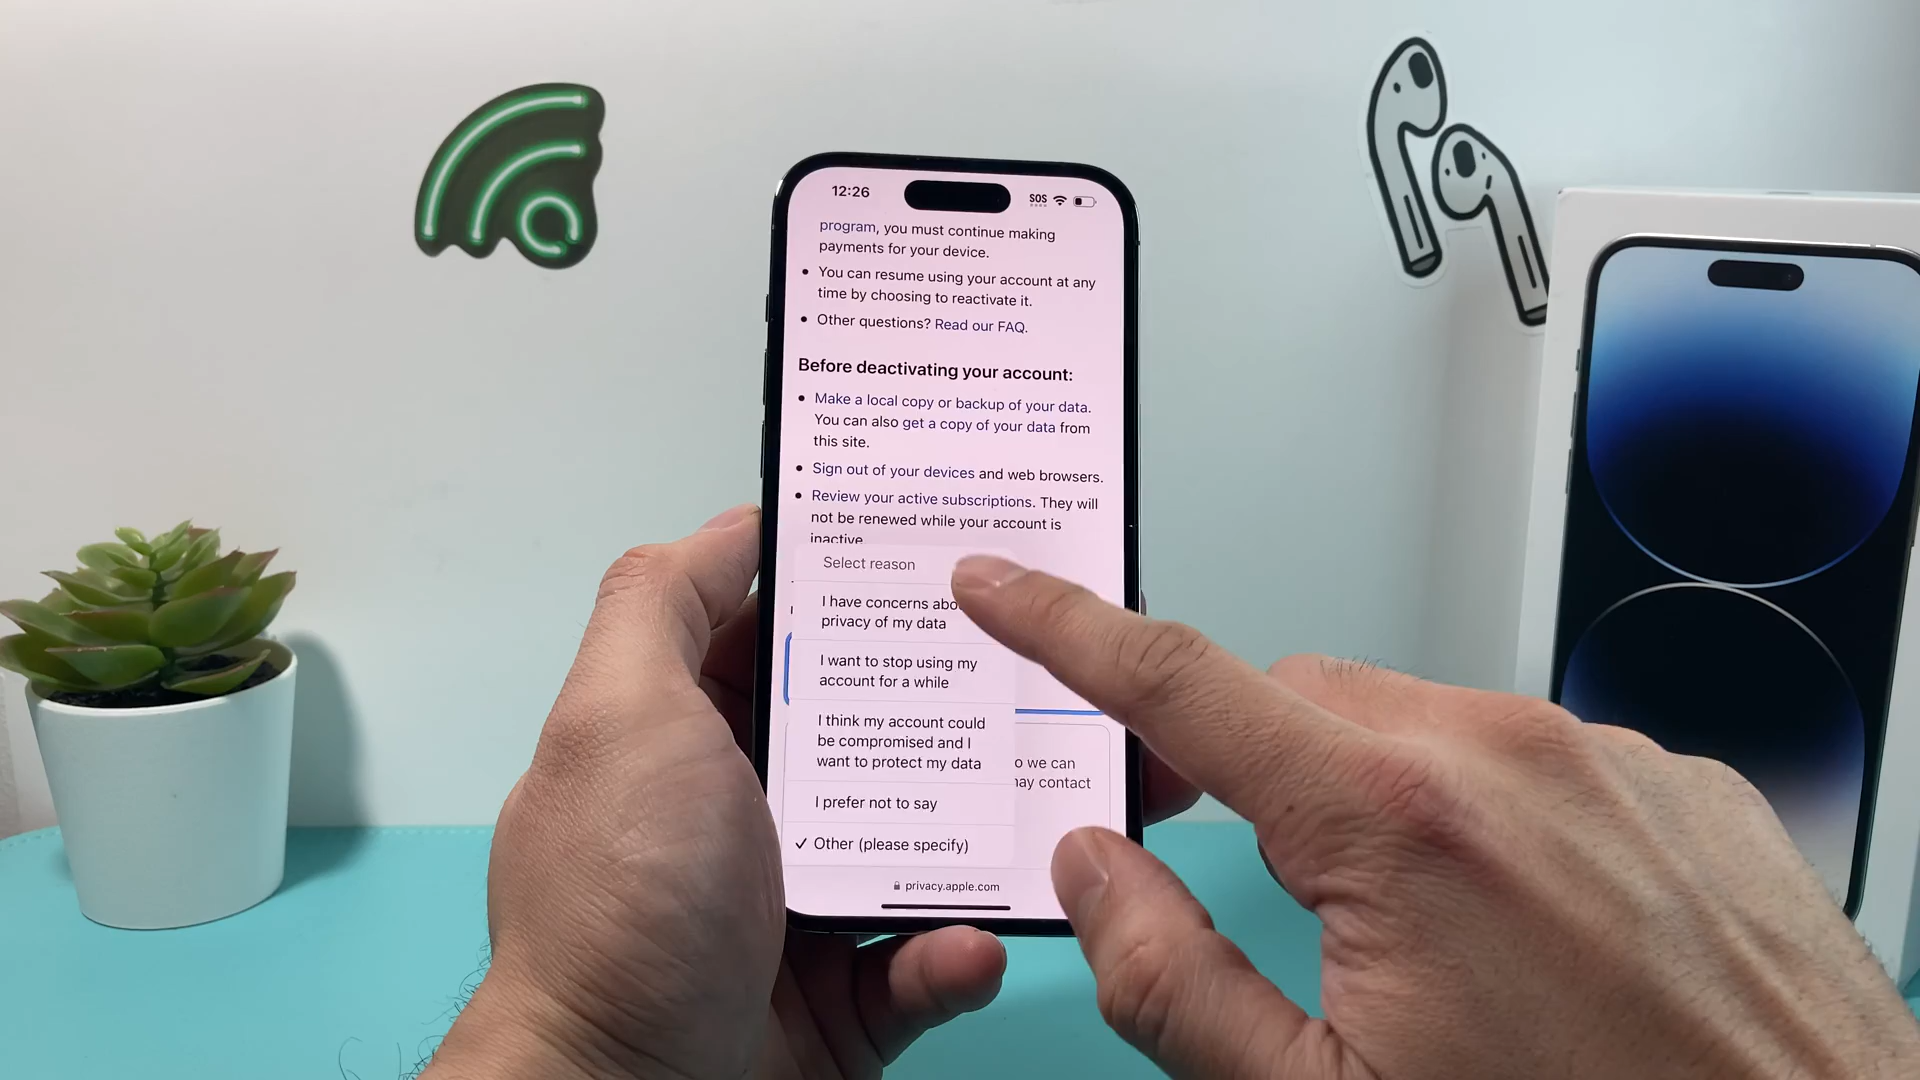 12:26
SOS
program, you must continue making
payments for your device.
• You can resume using your account at any
time by choosing to reactivate it.
• Other questions? Read our FAQ.
Before deactivating your account:
• Make a local copy or backup of your data.
You can also get a copy of your data from
this site.
• Sign out of your devices and web browsers.
• Review your active subscriptions. They will
not be renewed while your account is
inactive.
Select reason
I have concerns
privacy of my data
I want to stop using my
account for a while
I think my account could
be compromised and I
want to protect my data
I prefer not to say
✓ Other (please specify)
we can
contact
privacy.apple.com